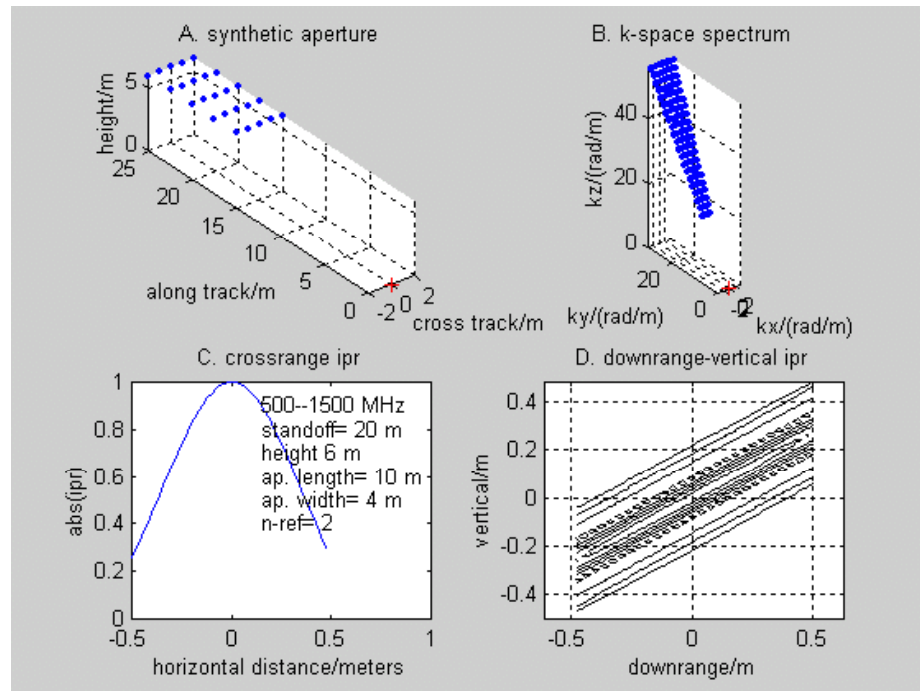 A. synthetic aperture
height/m
5
0
25
20
15
10
5
0
along track/m
-2
0
2
cross track/m
B. k-space spectrum
kz/(rad/m)
40
20
0
20
0
ky/(rad/m)
kx/(rad/m)
C. crossrange ipr
abs(ipr)
1
0.8
0.6
0.4
0.2
0
-0.5
0
0.5
1
horizontal distance/meters
500--1500 MHz
standoff= 20 m
height 6 m
ap. length= 10 m
ap. width= 4 m
n-ref= 2
D. downrange-vertical ipr
vertical/m
0.4
0.2
0
-0.2
-0.4
-0.5
0
0.5
downrange/m